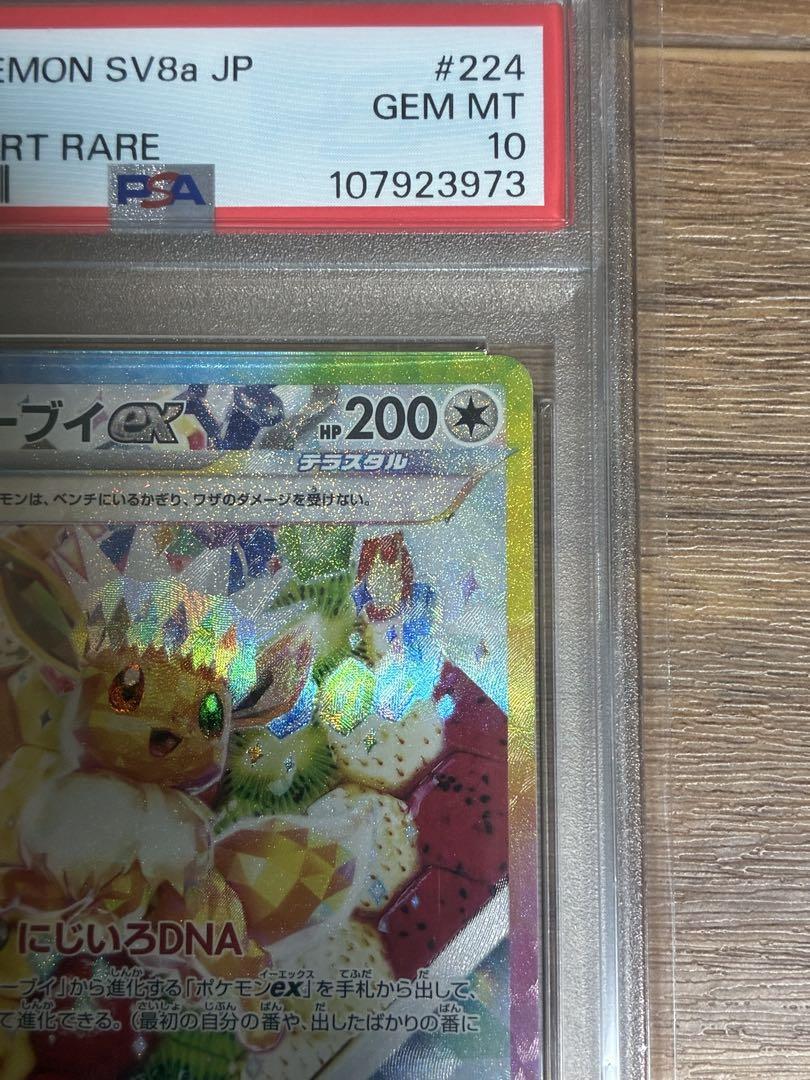 EMON SV8a JP
#224
GEM MT
RT RARE
10
PSA
107923973
ーブイex
HP 200
テラスタル
モンは、ベンチにいるかぎり、ワザのダメージを受けない。
にじいろDNA
ーブイ」から進化する「ポケモンex」を手札から出して、
て進化できる。（最初の自分の番や、出したばかりの番に